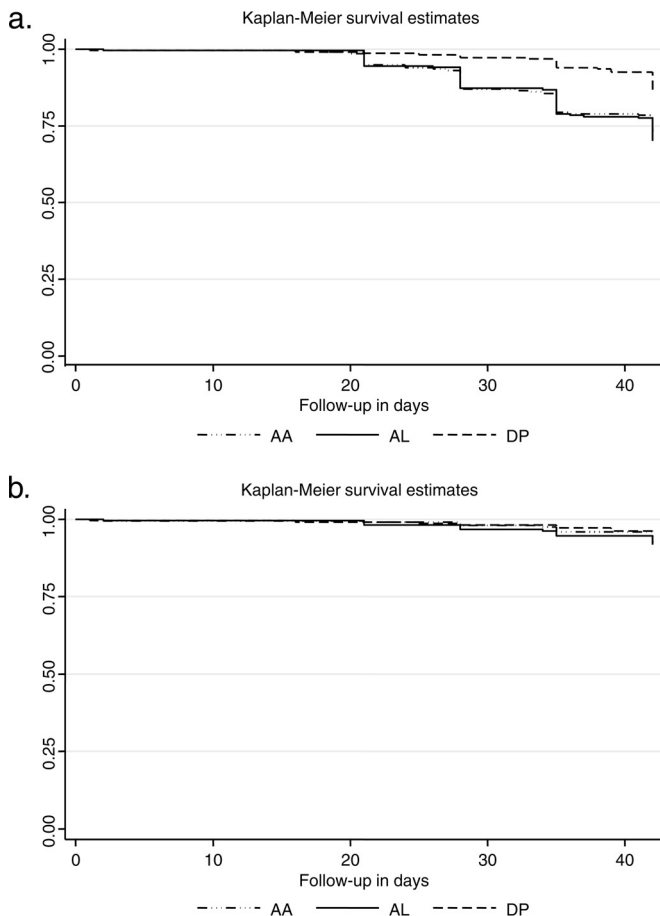 a.
Kaplan-Meier survival estimates
1.00
0.75
0.50
0.25
0.00
0 10 20 30 40
Follow-up in days
AA AL DP
b.
Kaplan-Meier survival estimates
1.00
0.75
0.50
0.25
0.00
0 10 20 30 40
Follow-up in days
AA AL DP